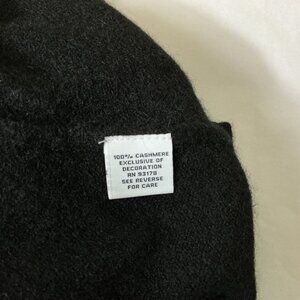 100% CASHMERE
EXCLUSIVE OF
DECORATION
RN 93178
SEE REVERSE
FOR CARE